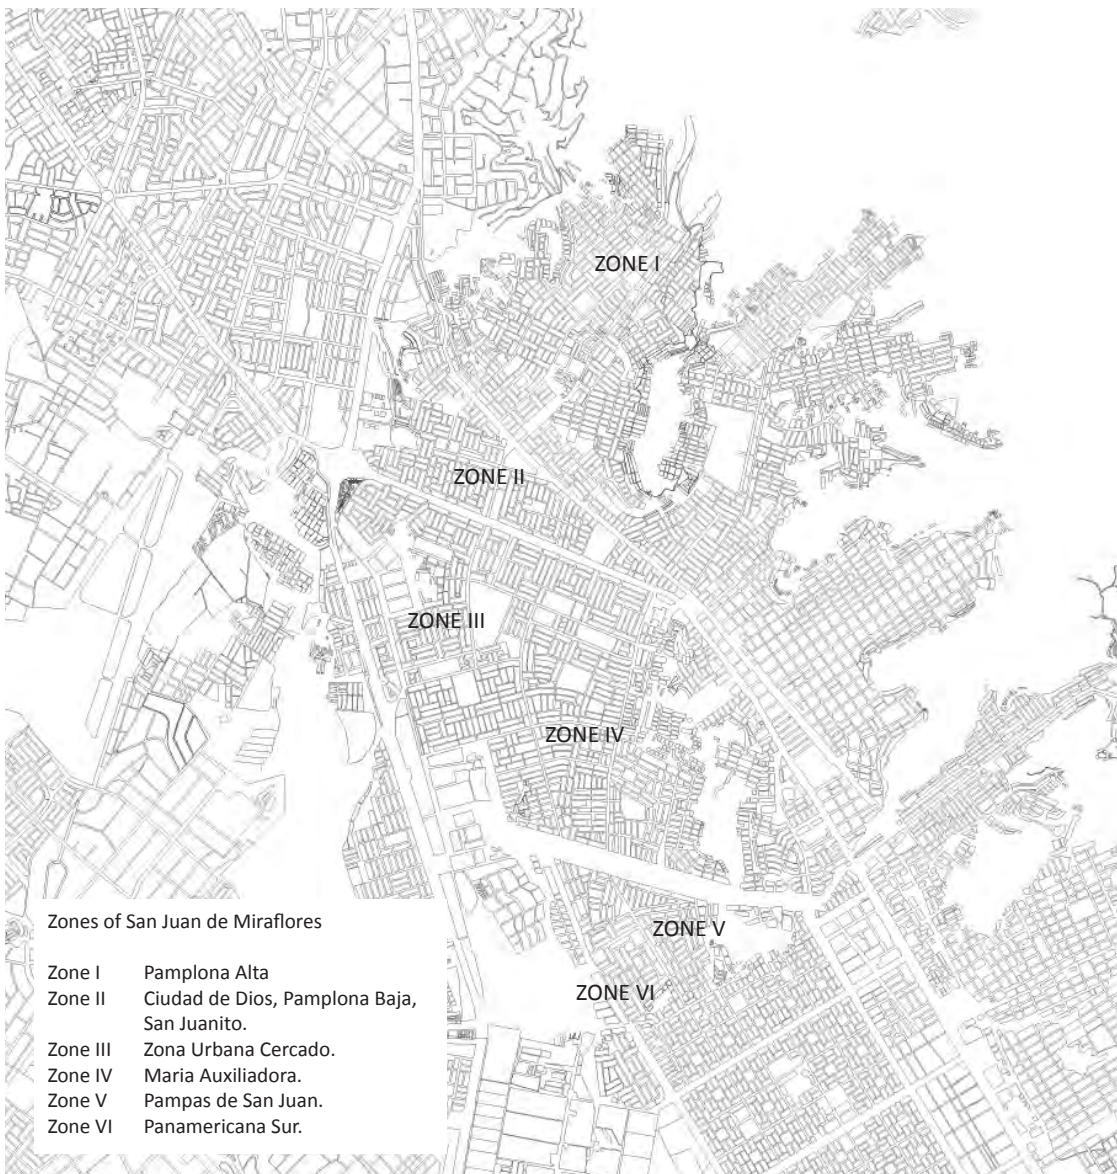 ZONE I
ZONE II
ZONE III
ZONE IV
ZONE V
ZONE VI
Zones of San Juan de Miraflores
Zone I Pamplona Alta
Zone II Ciudad de Dios, Pamplona Baja,
San Juanito.
Zone III Zona Urbana Cercado.
Zone IV Maria Auxiliadora.
Zone V Pampas de San Juan.
Zone VI Panamericana Sur.